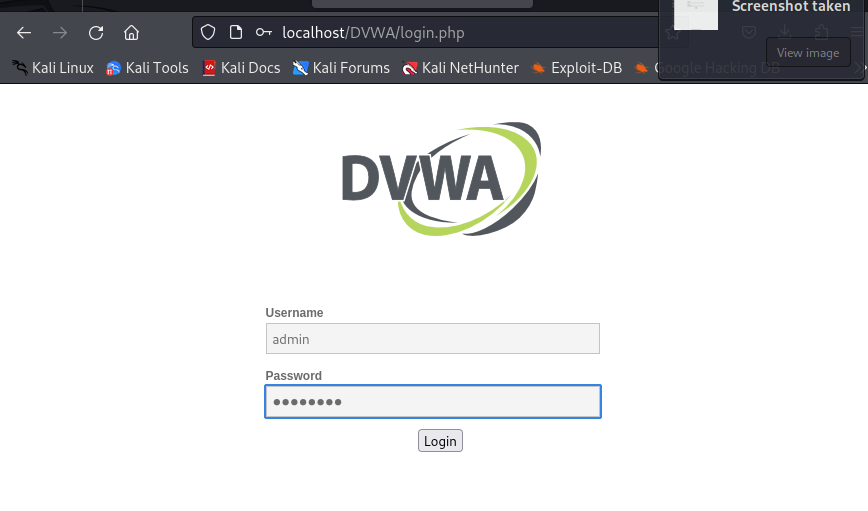 Screenshot taken
localhost/DVWA/login.php
View image
Kali Linux Kali Tools Kali Docs Kali Forums Kali NetHunter Exploit-DB Google Hacking DB
DVWA
Username
admin
Password
••••••••
Login